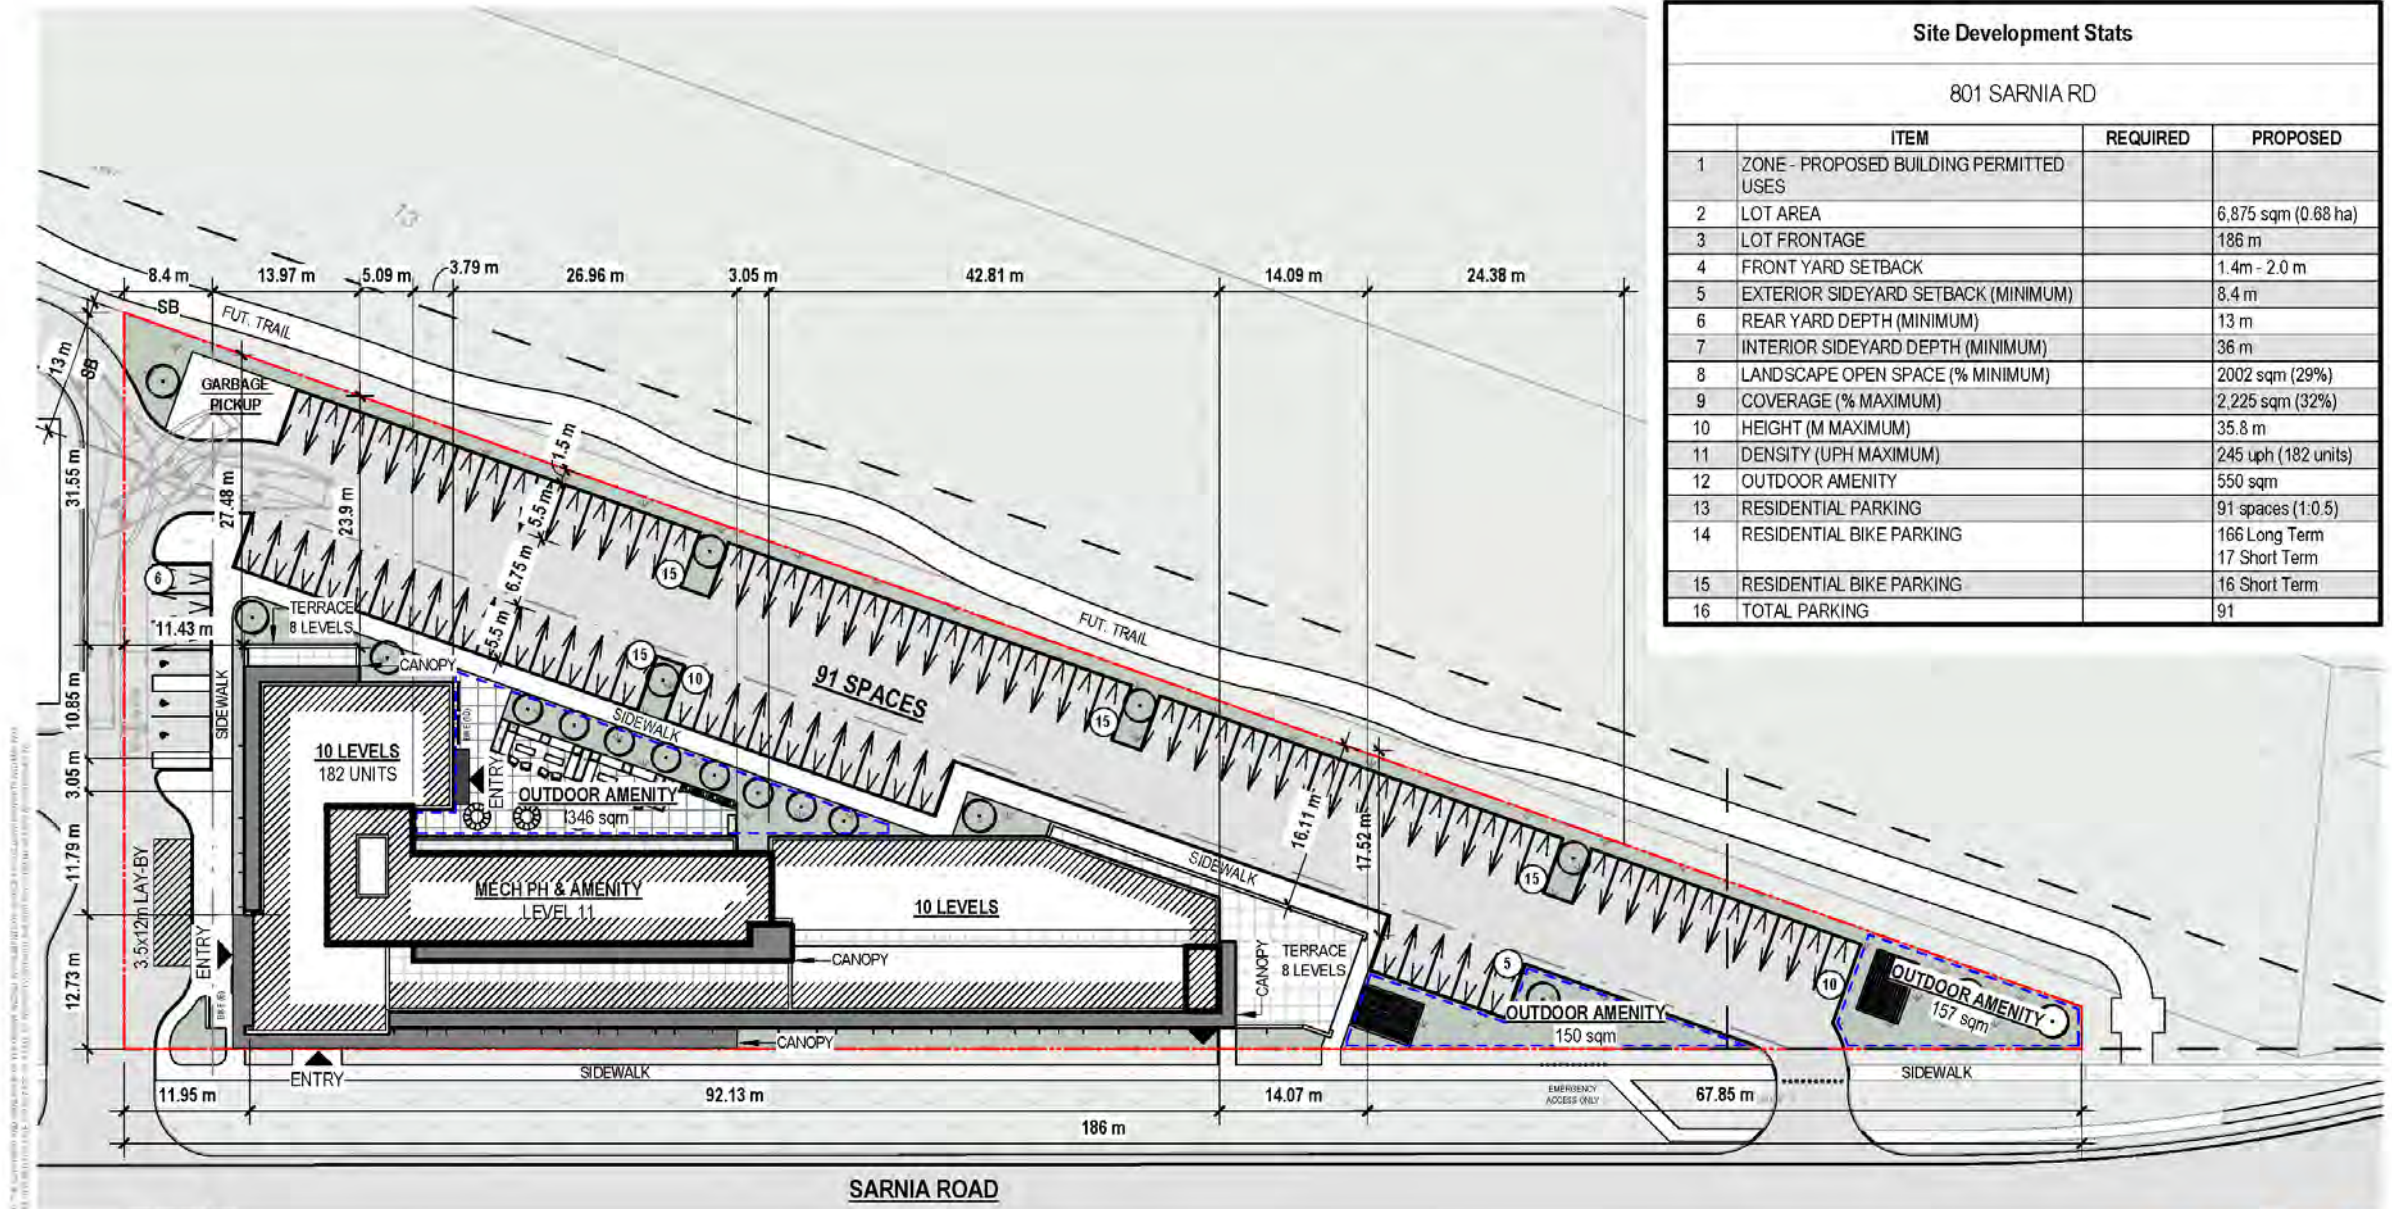 Site Development Stats
801 SARNIA RD
ITEM REQUIRED PROPOSED
1 ZONE - PROPOSED BUILDING PERMITTED
USES
2 LOT AREA 6,875 sqm (0.68 ha)
3 LOT FRONTAGE 186 m
4 FRONT YARD SETBACK 1.4m - 2.0 m
5 EXTERIOR SIDEYARD SETBACK (MINIMUM) 8.4 m
6 REAR YARD DEPTH (MINIMUM) 13 m
7 INTERIOR SIDEYARD DEPTH (MINIMUM) 36 m
8 LANDSCAPE OPEN SPACE (% MINIMUM) 2002 sqm (29%)
9 COVERAGE (% MAXIMUM) 2,225 sqm (32%)
10 HEIGHT (M MAXIMUM) 35.8 m
11 DENSITY (UPH MAXIMUM) 245 uph (182 units)
12 OUTDOOR AMENITY 550 sqm
13 RESIDENTIAL PARKING 91 spaces (1:0.5)
14 RESIDENTIAL BIKE PARKING 166 Long Term
17 Short Term
15 RESIDENTIAL BIKE PARKING 16 Short Term
16 TOTAL PARKING 91
13
8.4 m 13.97 m 5.09 m 3.79 m 26.96 m 3.05 m 42.81 m 14.09 m 24.38 m
SB
FUT. TRAIL
13 m
SB
GARBAGE
PICKUP
31.55 m
27.48 m
23.9 m
1.5 m
5.5 m
6.75 m
5.5 m
15
6
TERRACE
8 LEVELS
11.43 m
FUT. TRAIL
CANOPY
15
10
91 SPACES
15
SIDEWALK
SIDEWALK
10.85 m
10 LEVELS
182 UNITS
ENTRY
OUTDOOR AMENITY
346 sqm
3.05 m
16.11 m
17.52 m
11.79 m
3.5x12m LAY-BY
MECH PH & AMENITY
LEVEL 11
10 LEVELS
SIDEWALK
15
ENTRY
CANOPY
CANOPY
TERRACE
8 LEVELS
5
10
12.73 m
OUTDOOR AMENITY
150 sqm
OUTDOOR AMENITY
157 sqm
CANOPY
ENTRY
SIDEWALK
SIDEWALK
EMERGENCY
ACCESS ONLY
11.95 m 92.13 m 14.07 m 67.85 m
186 m
SARNIA ROAD